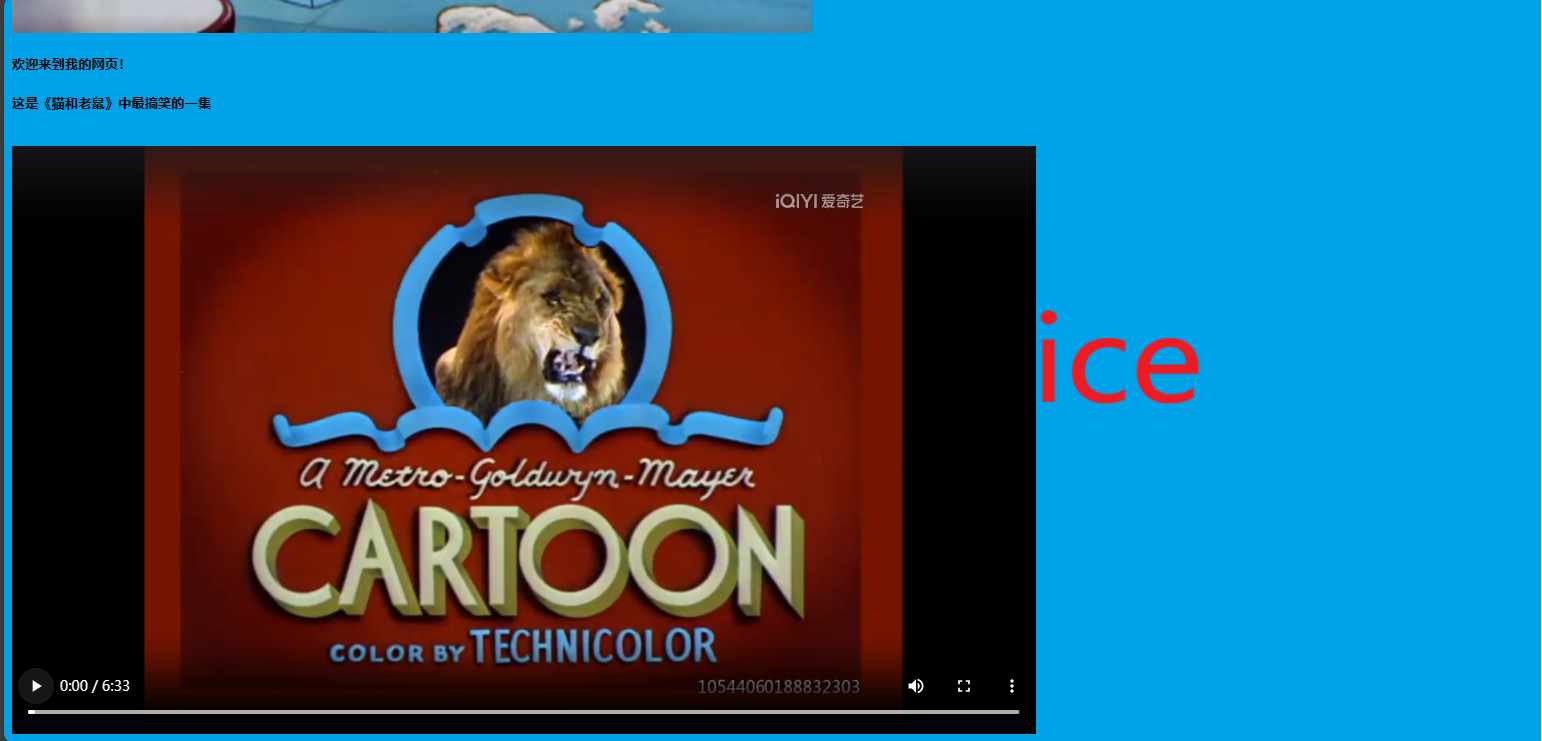 欢迎来到我的网页！
这是《猫和老鼠》中最搞笑的一集
iQIYI 爱奇艺
ice
A Metro-Goldwyn-Mayer
CARTOON
COLOR BY TECHNICOLOR
10544060188832303
0:00 / 6:33